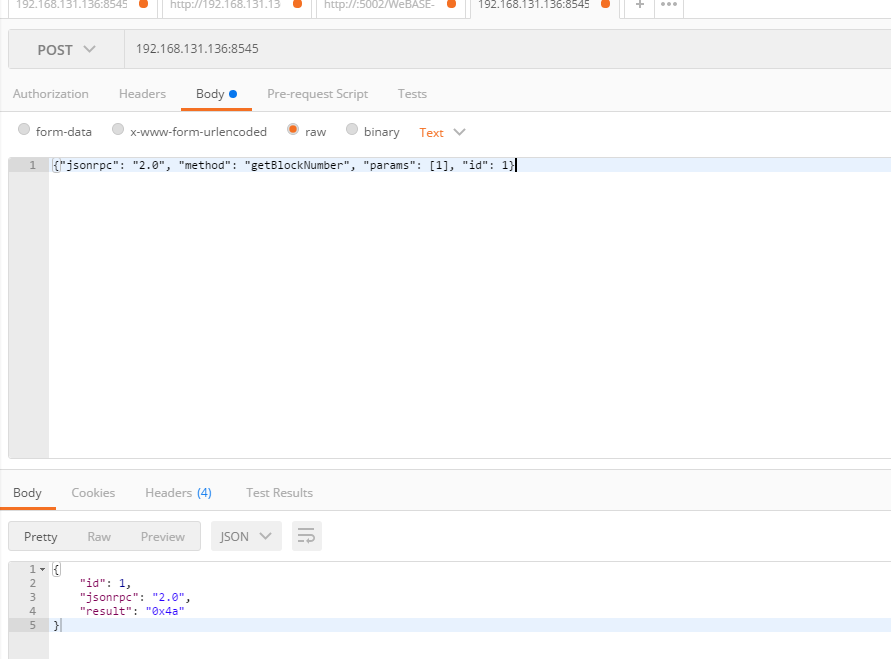 192.168.131.136:8545 http://192.168.131.13 http://:5002/WeBASE- 192.168.131.136:8545 + •••
POST 192.168.131.136:8545
Authorization Headers Body Pre-request Script Tests
form-data x-www-form-urlencoded raw binary Text
1 {"jsonrpc": "2.0", "method": "getBlockNumber", "params": [1], "id": 1}
Body Cookies Headers (4) Test Results
Pretty Raw Preview JSON
1 {
2 "id": 1,
3 "jsonrpc": "2.0",
4 "result": "0x4a"
5 }